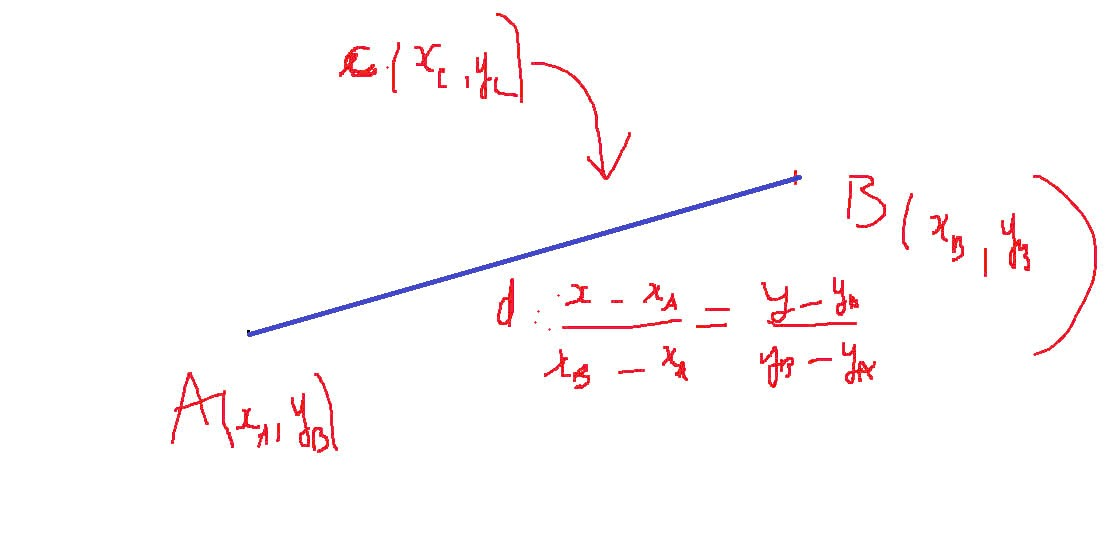 C(x_C, y_C)
B(x_B, y_B)
d: (x - x_A)/(x_B - x_A) = (y - y_A)/(y_B - y_A)
A(x_A, y_B)